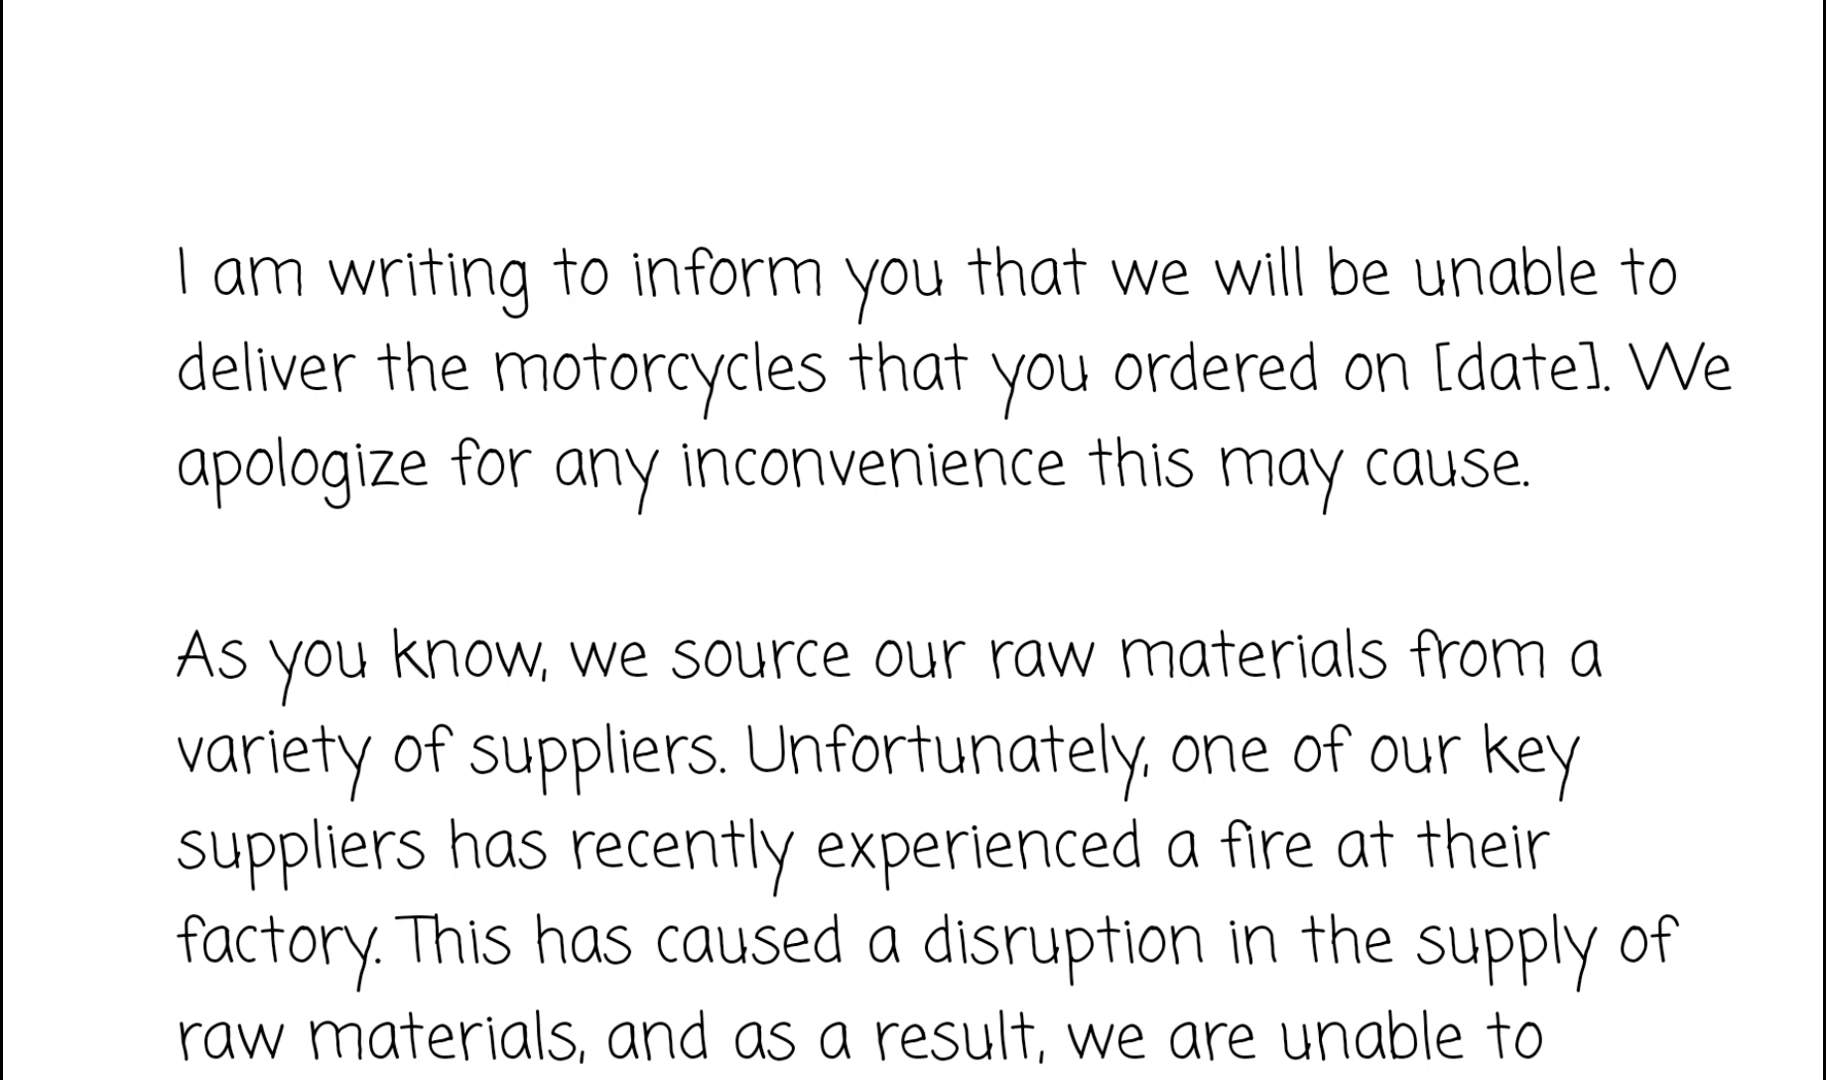 I am writing to inform you that we will be unable to
deliver the motorcycles that you ordered on [date]. We
apologize for any inconvenience this may cause.
As you know, we source our raw materials from a
variety of suppliers. Unfortunately, one of our key
suppliers has recently experienced a fire at their
factory. This has caused a disruption in the supply of
raw materials, and as a result, we are unable to